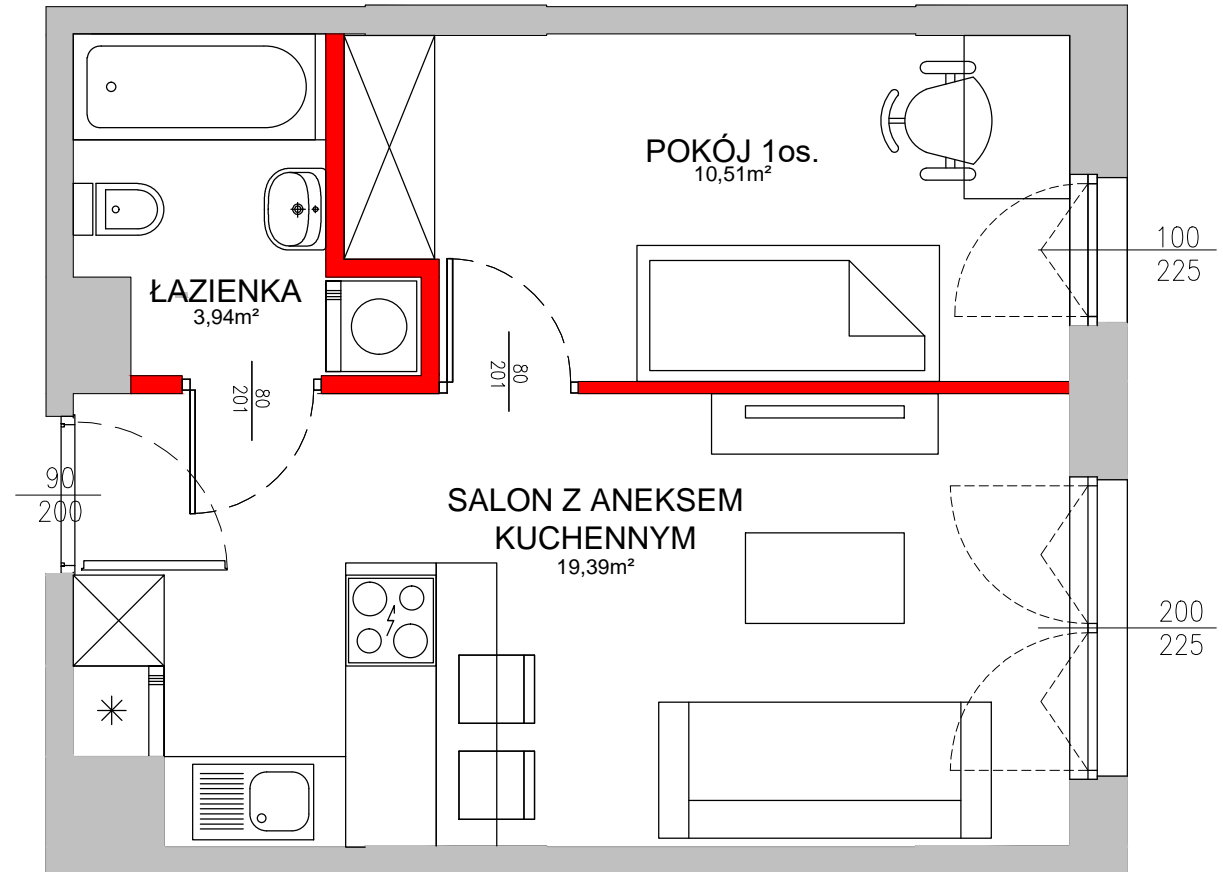 POKÓJ 1os.
10,51m²
100
225
ŁAZIENKA
3,94m²
80
201
80
201
90
200
SALON Z ANEKSEM
KUCHENNYM
19,39m²
200
225